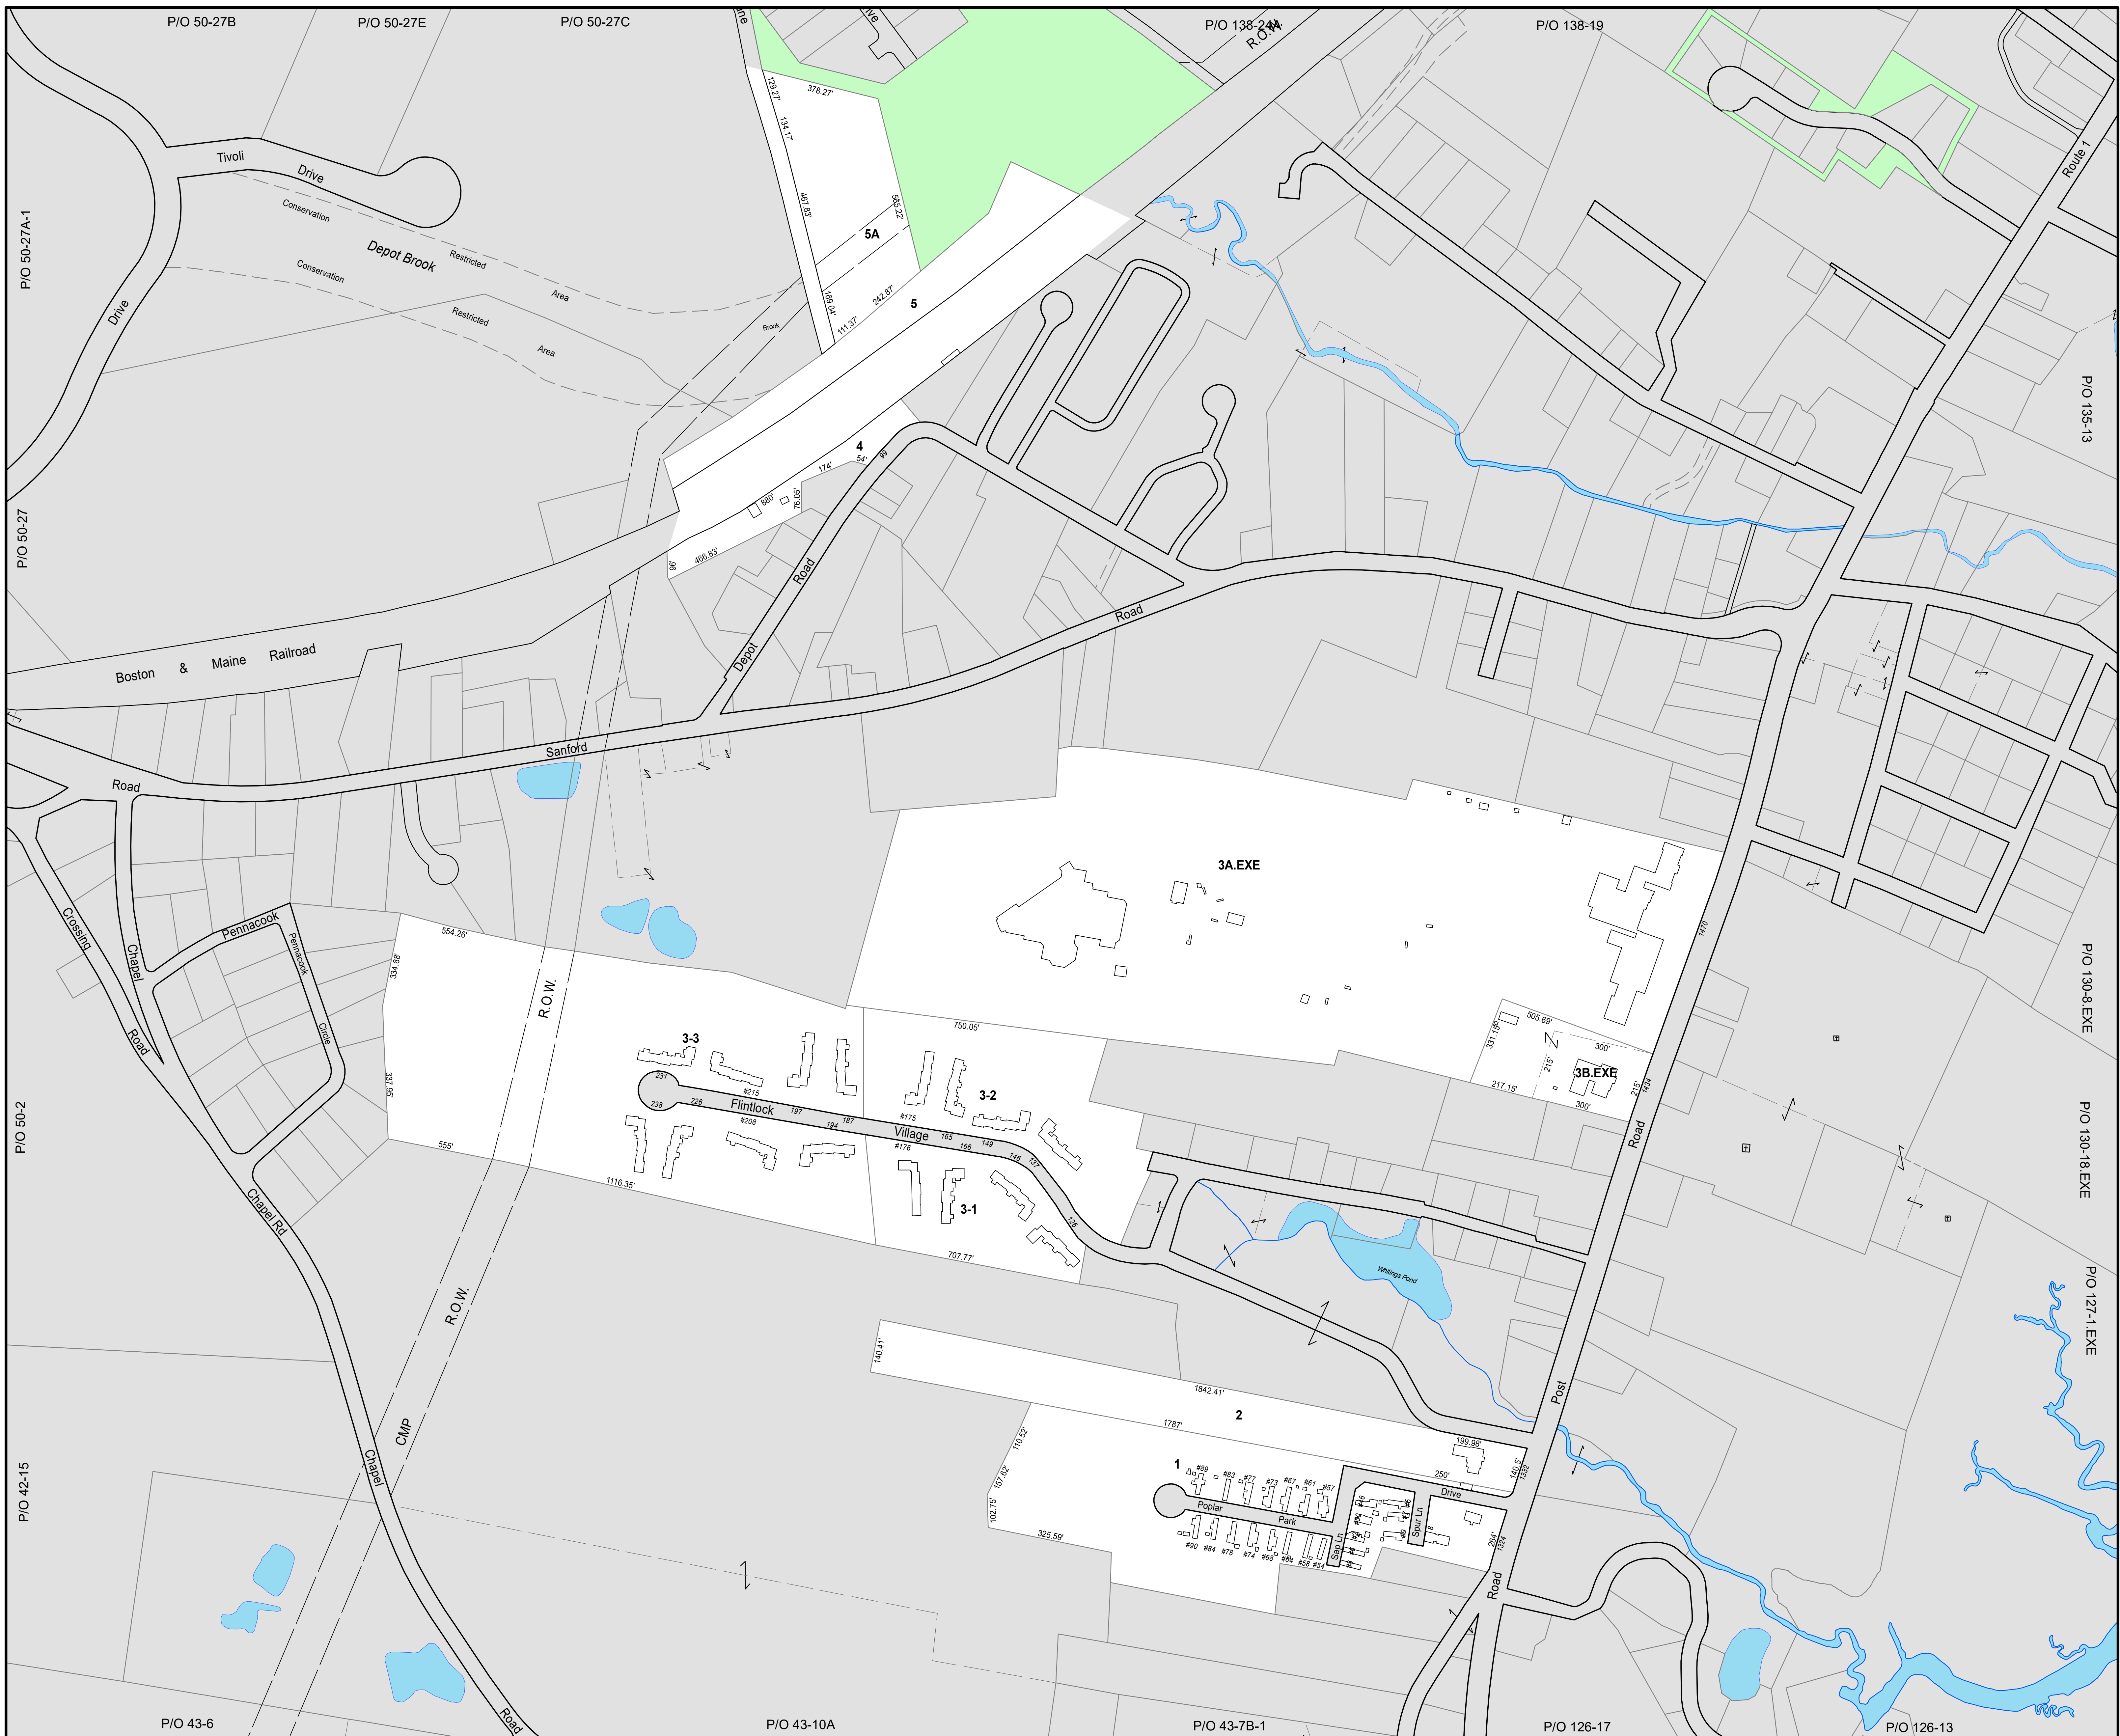 P/O 50-27B
P/O 50-27E
P/O 50-27C
P/O 138-24A
R.O.W.
P/O 138-19
Route 1
129.27'
378.27'
134.17'
467.83'
565.22'
5A
169.04'
111.37'
242.87'
5
Tivoli
Drive
Conservation
Restricted
Area
Depot Brook
Conservation
Restricted
Area
Brook
Drive
P/O 50-27A-1
P/O 50-27
P/O 135-13
4
174'
54'
99
880'
76.05'
466.83'
96'
Depot
Road
Road
Boston & Maine Railroad
Sanford
Road
Crossing
Road
Chapel
Pennacook
Pennacook
Circle
554.26'
334.88'
337.95'
555'
R.O.W.
1116.35'
3A.EXE
1470
505.69'
331.15'
300'
215'
3B.EXE
215'
1434
217.15'
300'
Road
P/O 130-8.EXE
P/O 130-18.EXE
P/O 127-1.EXE
3-3
750.05'
3-2
231
238
226
#215
Flintlock
#208
197
194
187
#175
Village
#176
165
166
149
146
137
126
3-1
707.77'
Whitings Pond
P/O 50-2
Chapel Rd
R.O.W.
CMP
Chapel
Road
P/O 42-15
140.41'
1842.41'
2
1787'
199.98'
140.5'
1332
250'
Post
110.52'
157.62'
102.75'
325.59'
1
#89
#83
#77
#73
#67
#61
#57
Poplar
Park
Drive
#90
#84
#78
#74
#68
#64
#58
#54
Sap Ln
Spur Ln
#16
8
264'
1324
Road
P/O 43-6
P/O 43-10A
P/O 43-7B-1
P/O 126-17
P/O 126-13